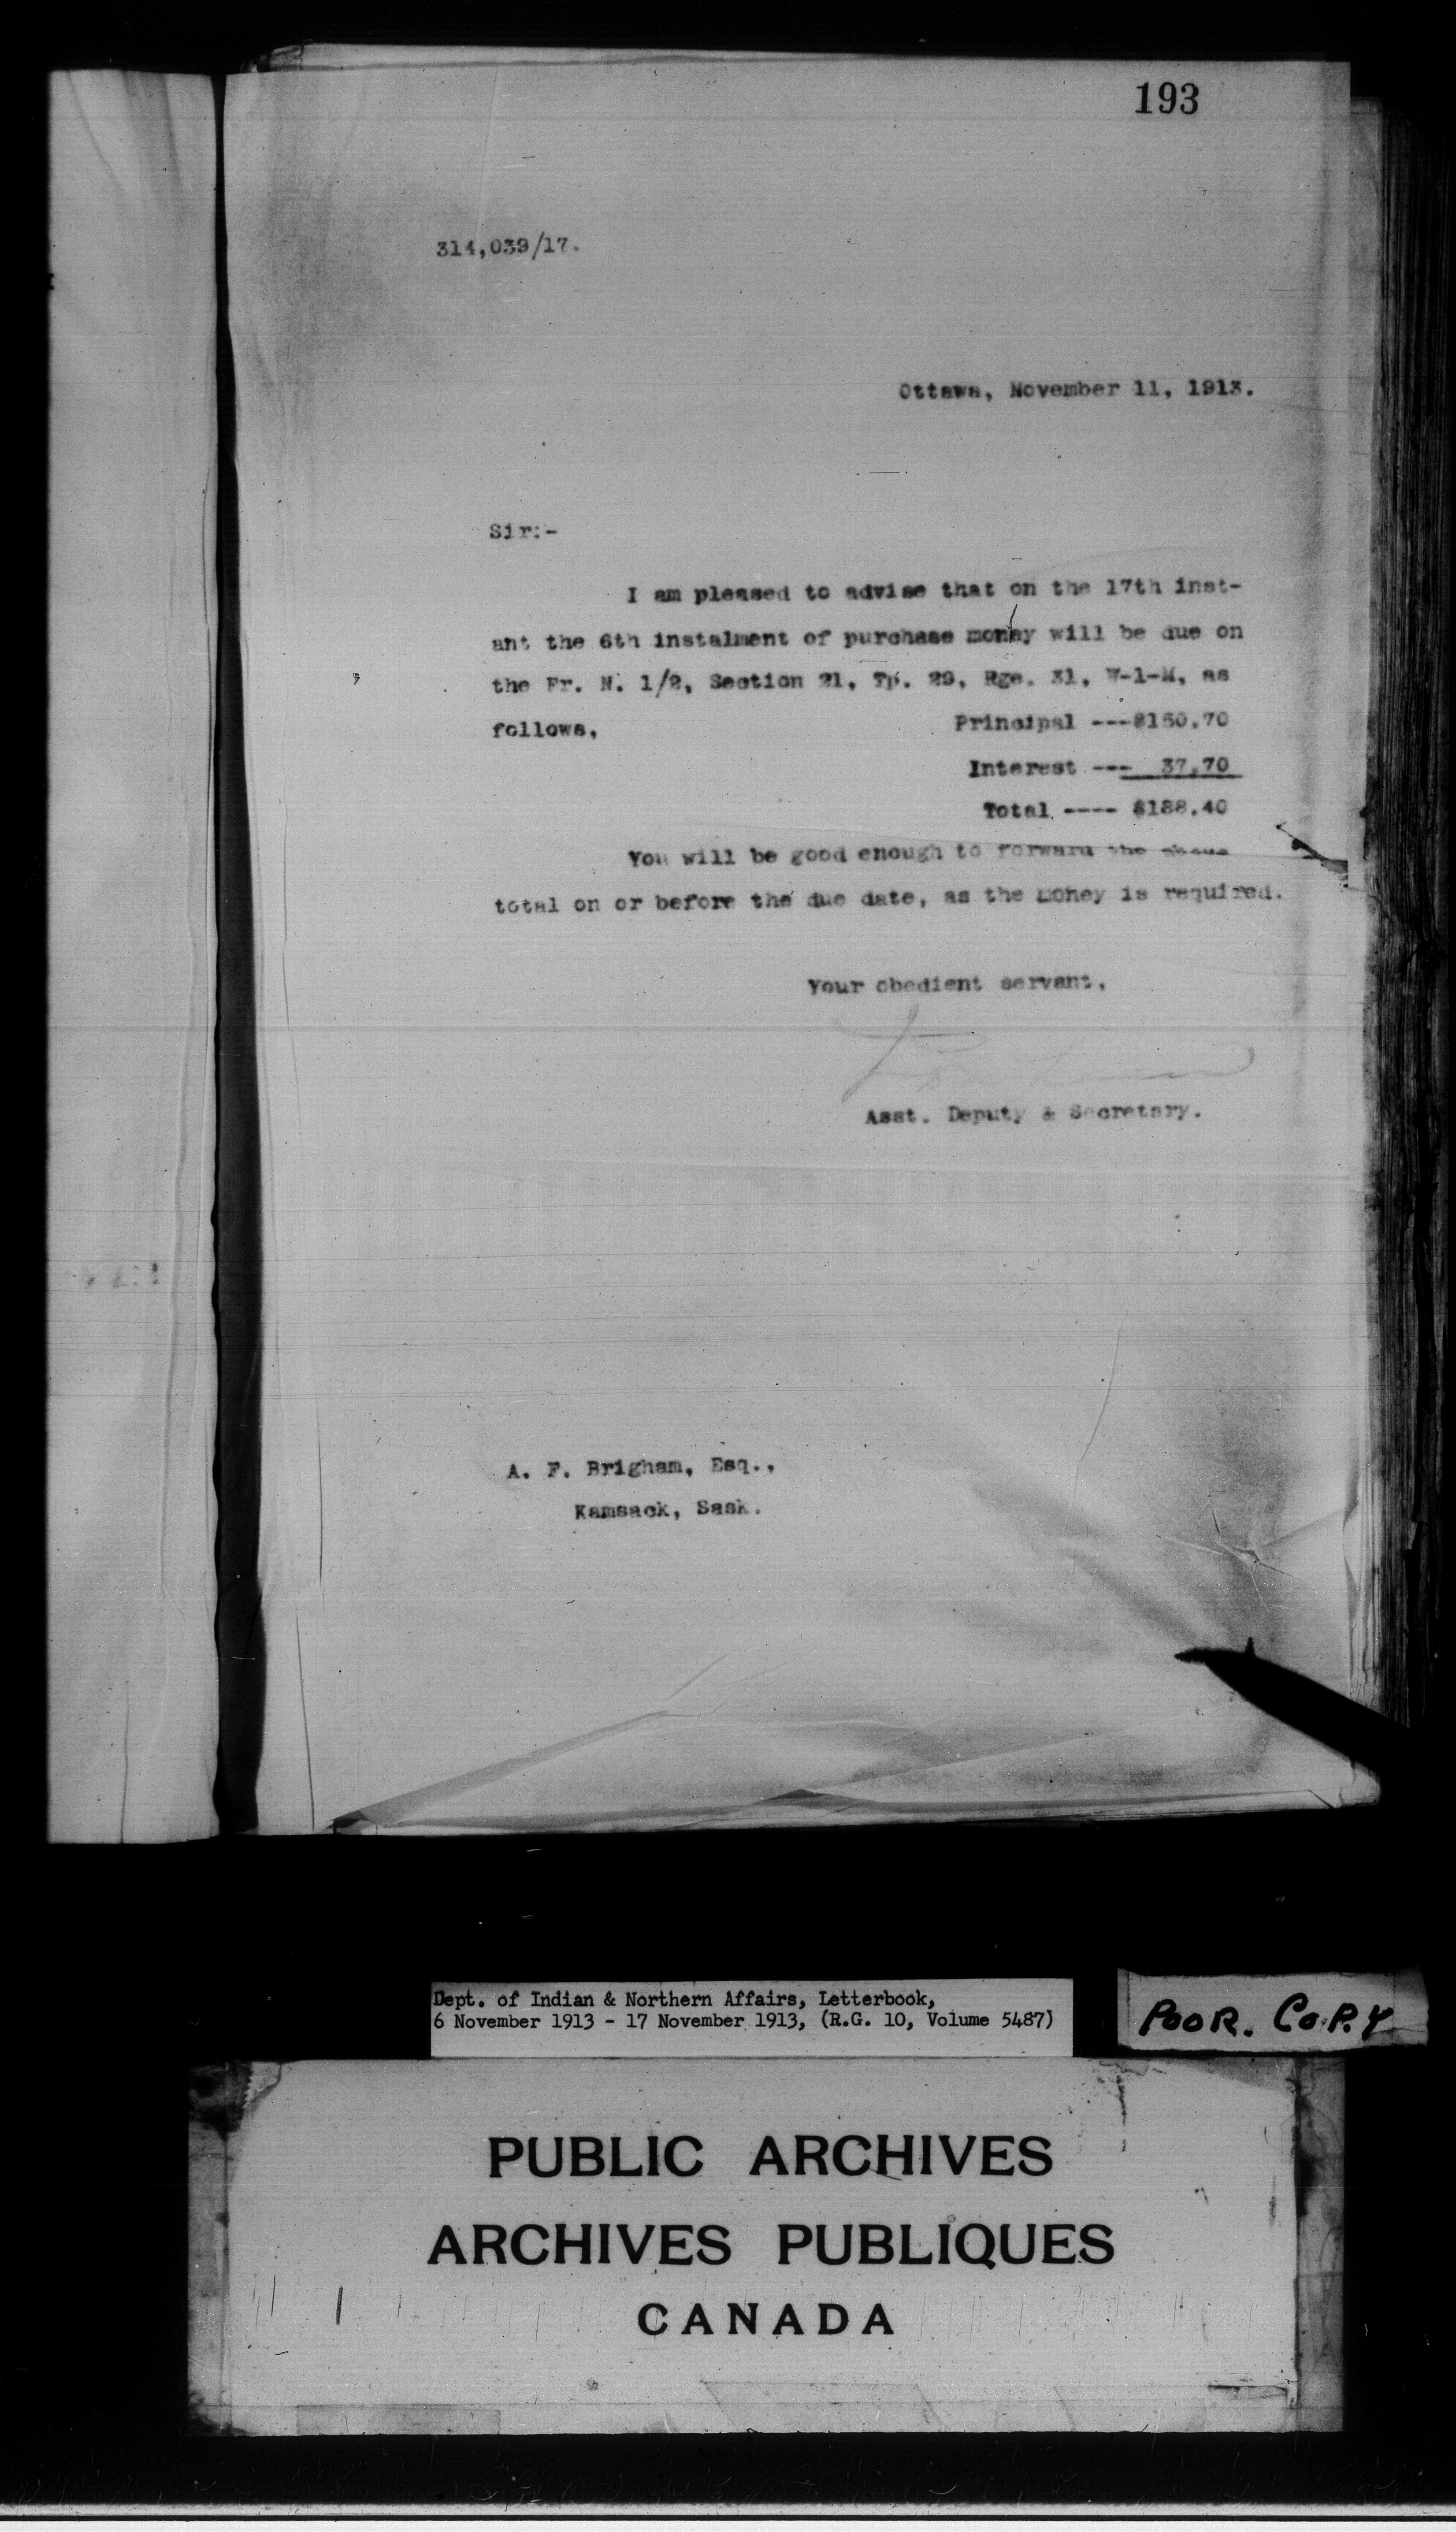 193
314,039/17.
Ottawa, November 11, 1913.
Sir:-
I am pleased to advise that on the 17th inst-
ant the 6th instalment of purchase money will be due on
the Fr. N. 1/2, Section 21, Tp. 29, Rge. 31, W-1-M, as
follows, Principal ---$150.70
Interest --- 37.70
Total ---- $188.40
You will be good enough to forward the above
total on or before the due date, as the money is required.
Your obedient servant,
Asst. Deputy & Secretary.
A. F. Brigham, Esq.,
Kamsack, Sask.
Dept. of Indian & Northern Affairs, Letterbook,
6 November 1913 - 17 November 1913, (R.G. 10, Volume 5487)
POOR. COPY
PUBLIC ARCHIVES
ARCHIVES PUBLIQUES
CANADA